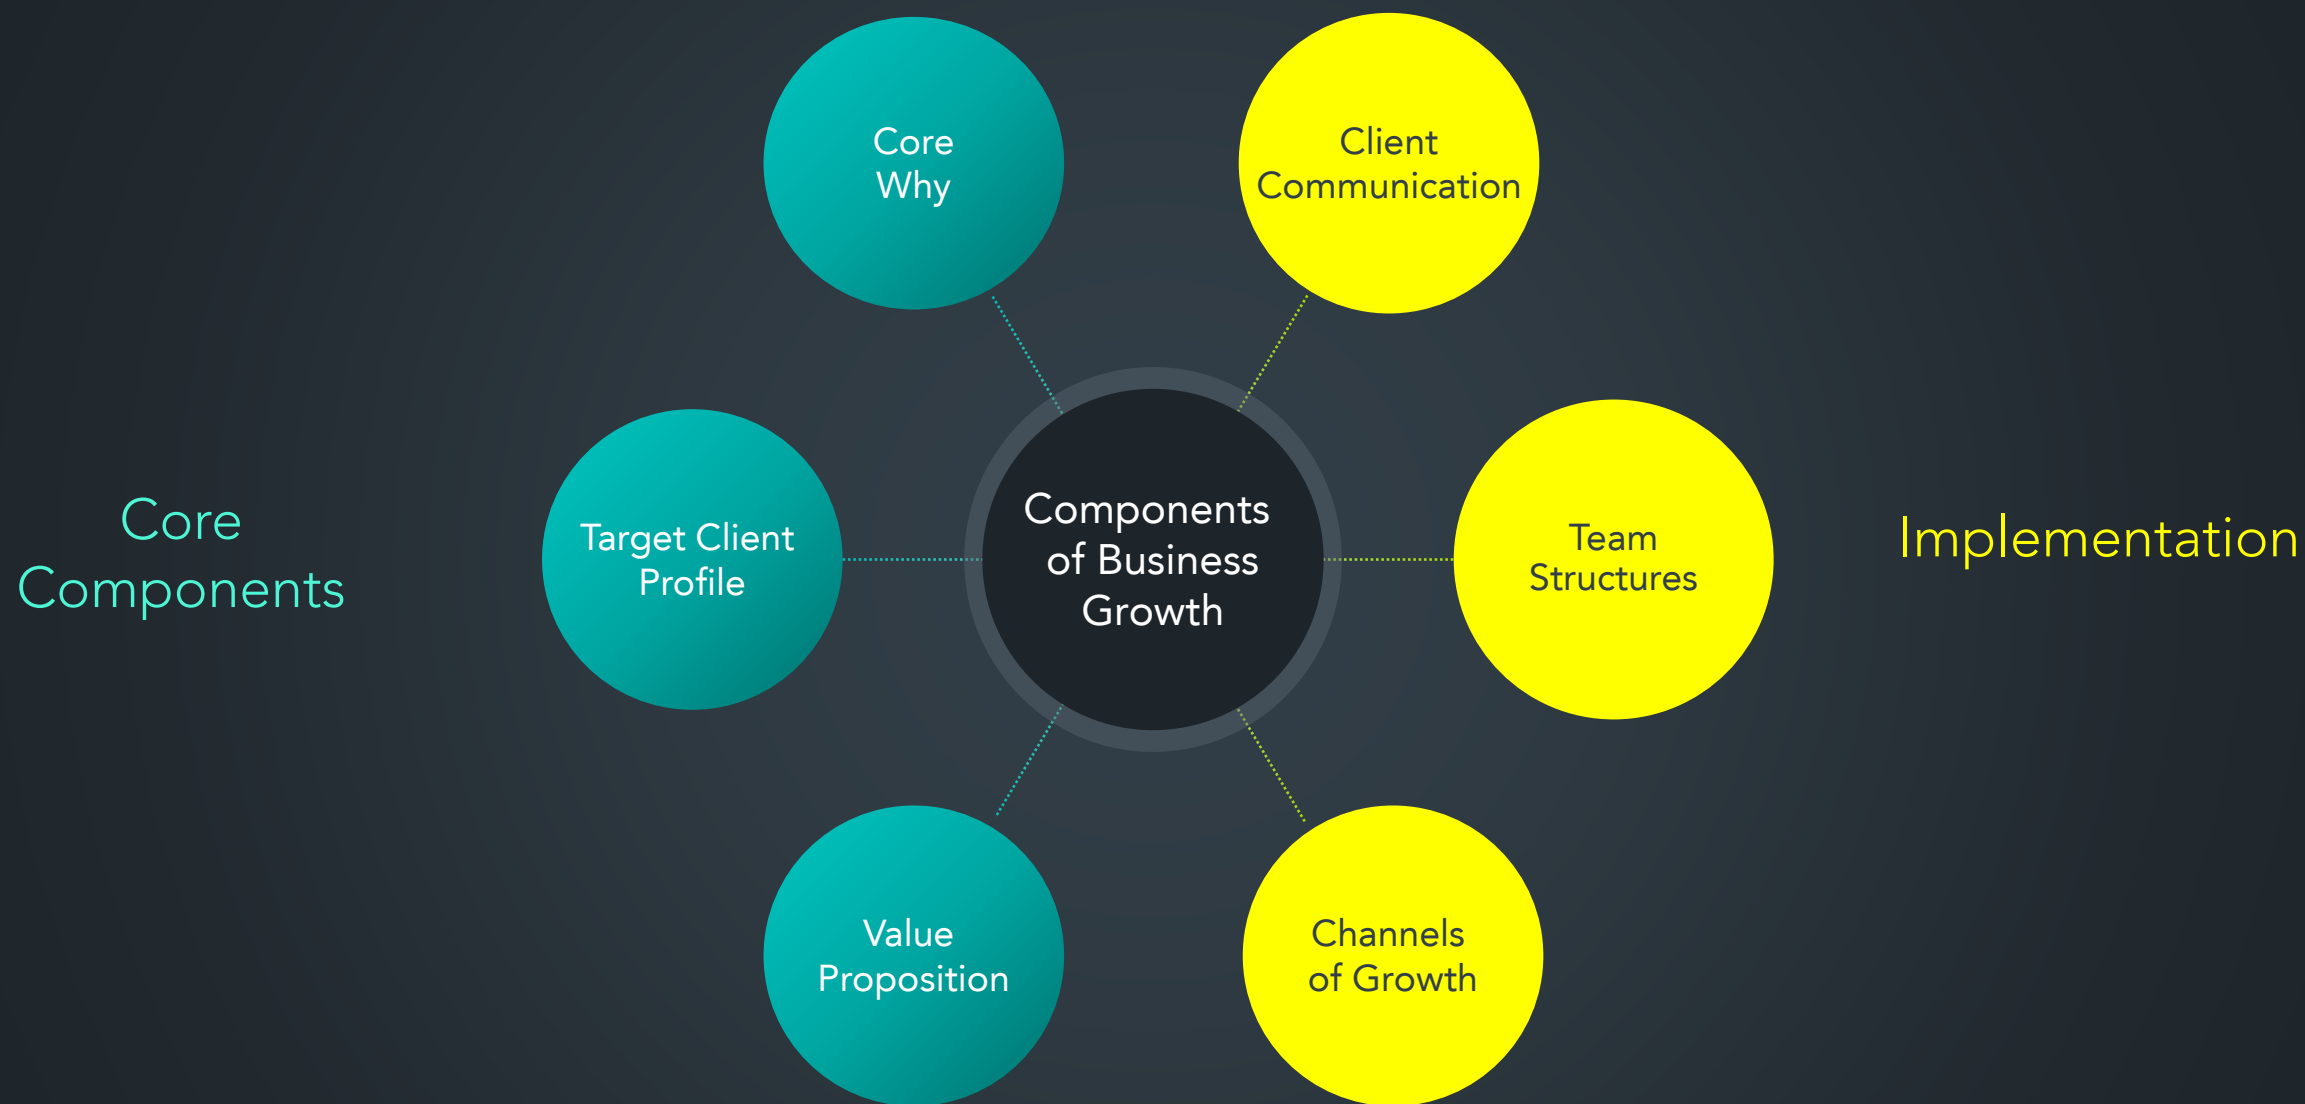 Core
Why
Client
Communication
Core
Components
Target Client
Profile
Components
of Business
Growth
Team
Structures
Implementation
Value
Proposition
Channels
of Growth